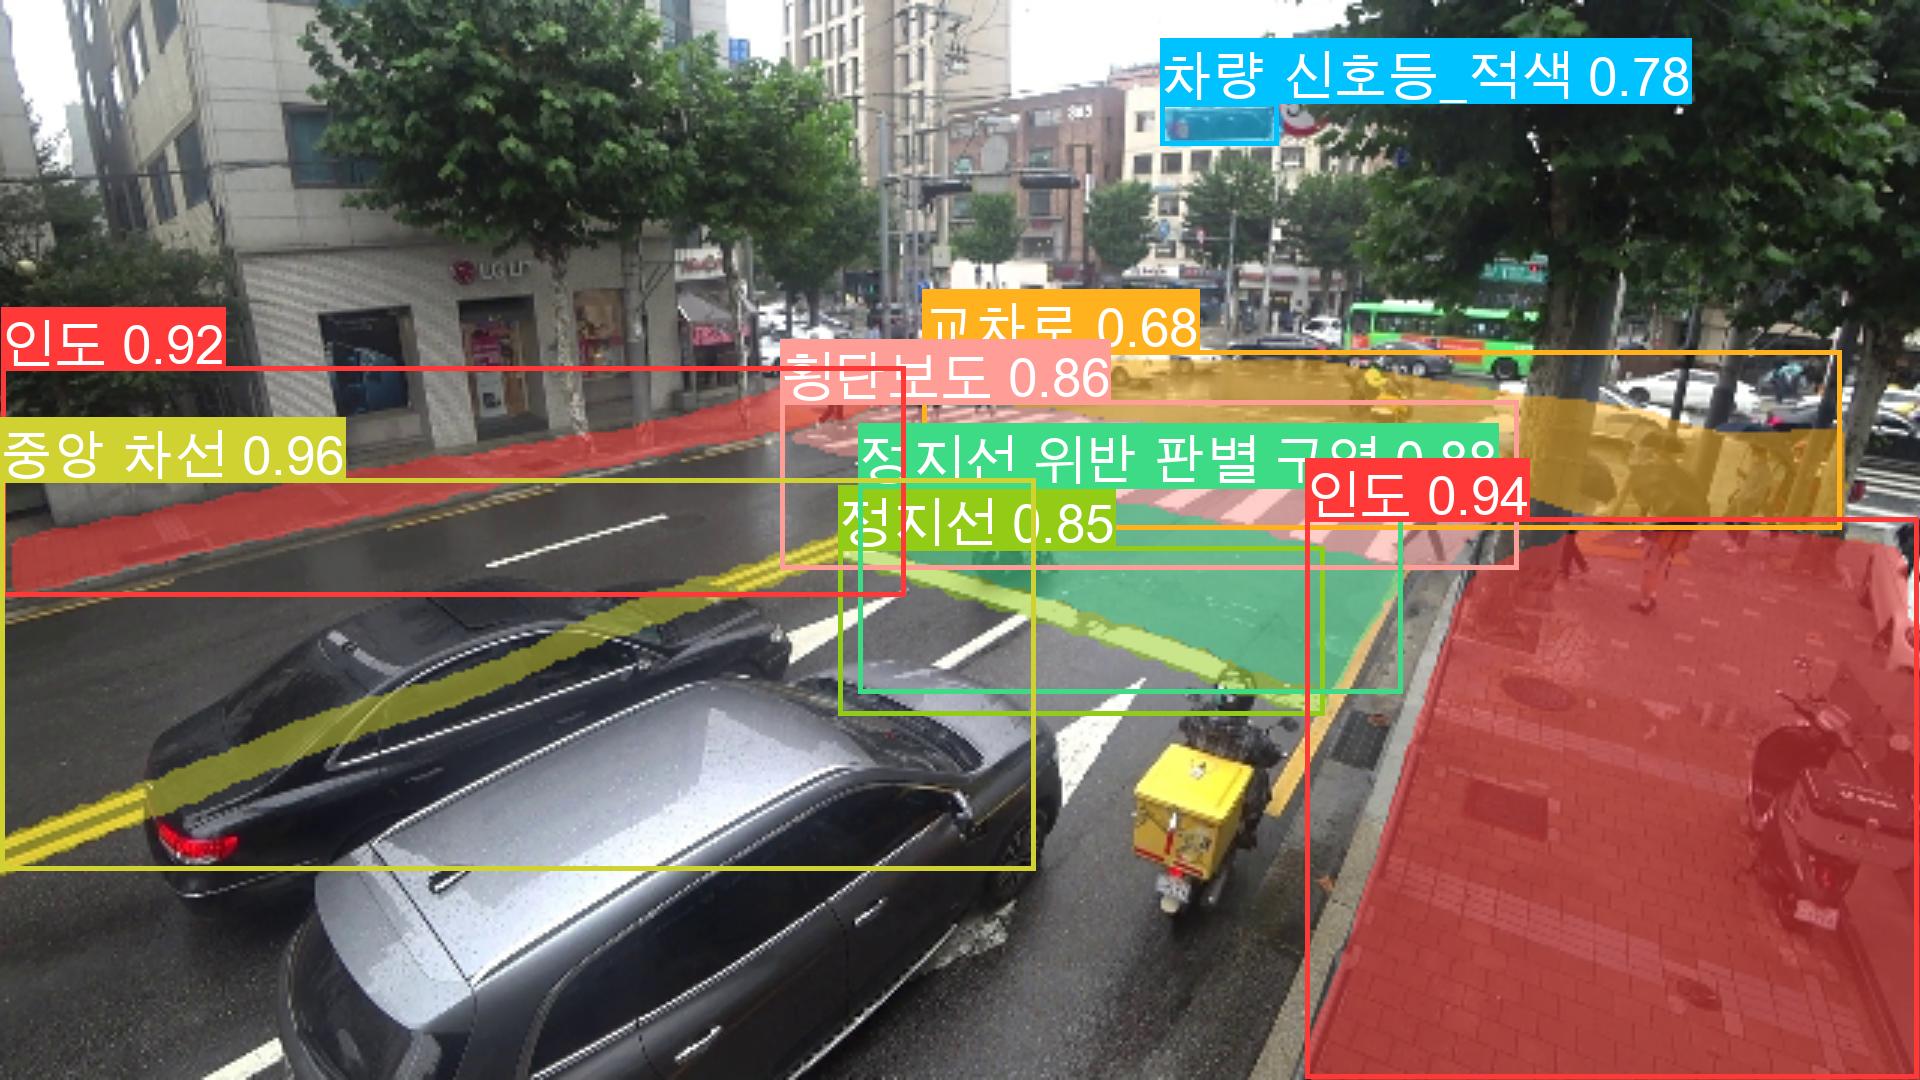 차량 신호등_적색 0.78
교차로 0.68
인도 0.92
횡단보도 0.86
중앙 차선 0.96
정지선 위반 판별 구역 0.88
인도 0.94
정지선 0.85